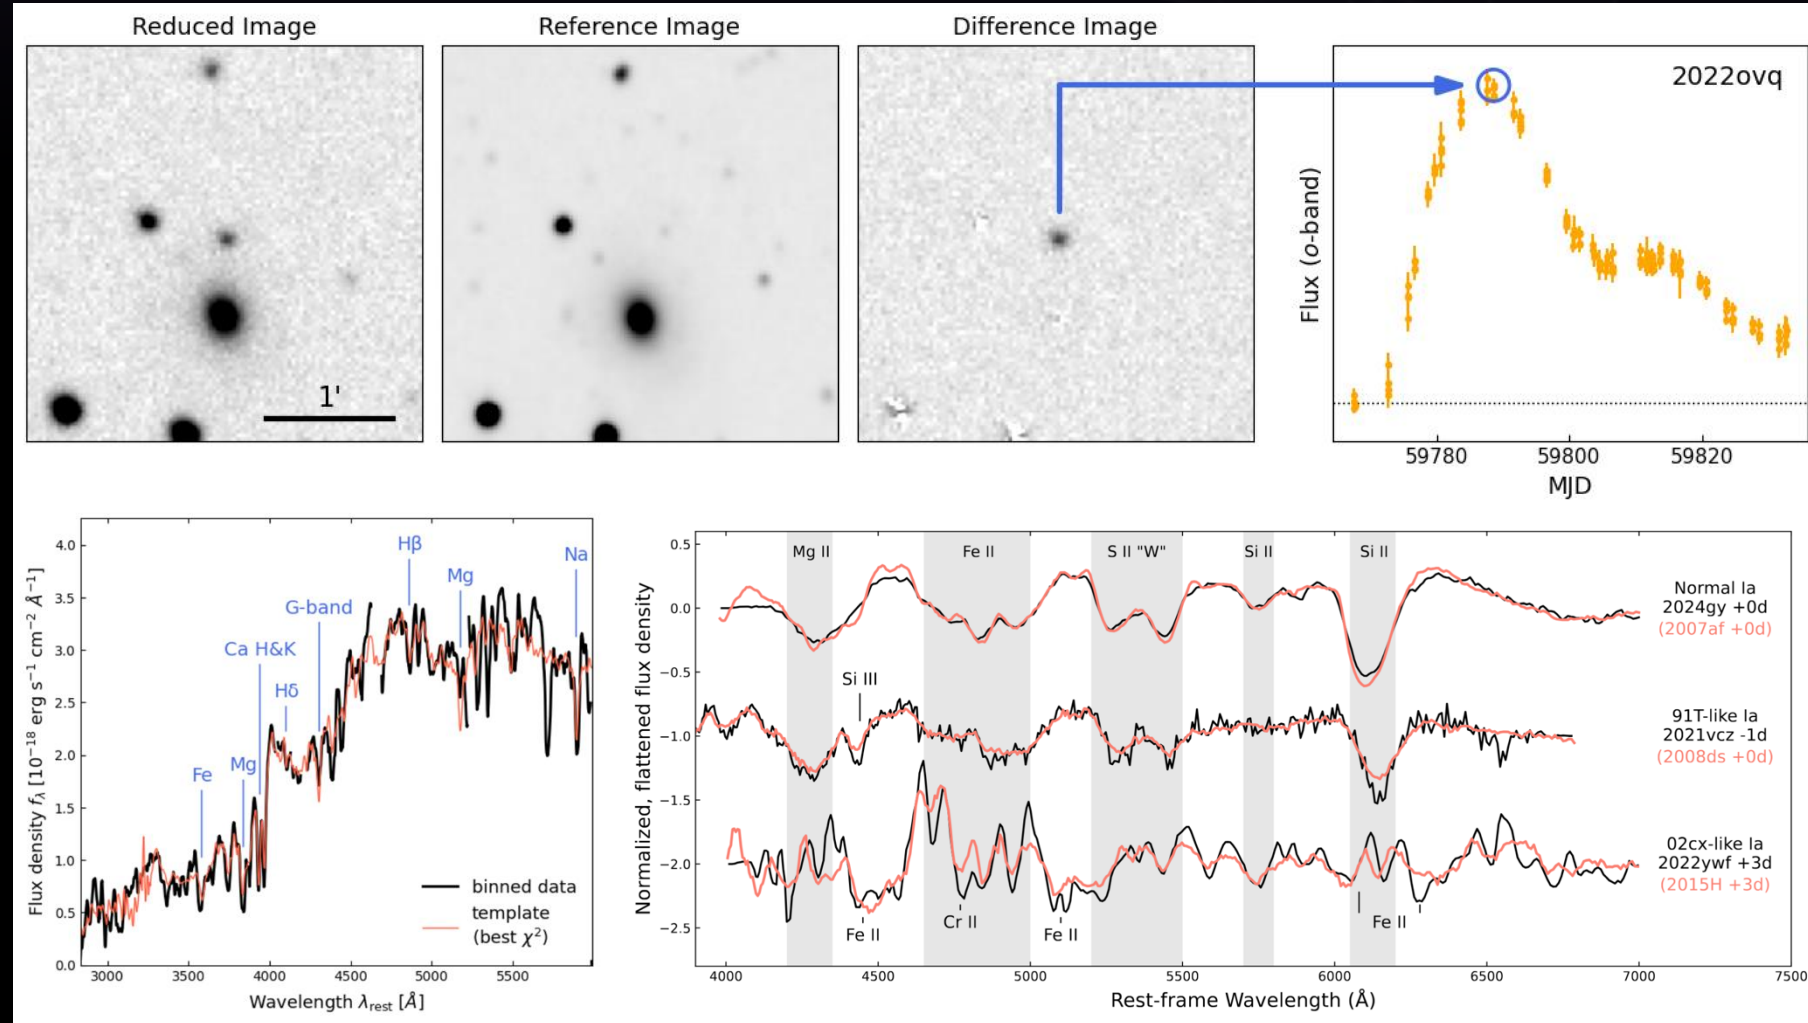 Reduced Image
Reference Image
Difference Image
1'
2022ovq
Flux (o-band)
59780
59800
59820
MJD
4.0
3.5
3.0
2.5
2.0
1.5
1.0
0.5
0.0
Flux density fλ [10⁻¹⁸ erg s⁻¹ cm⁻² Å⁻¹]
Fe
Mg
Ca H&K
Hδ
G-band
Hβ
Mg
Na
binned data
template
(best χ²)
3000
3500
4000
4500
5000
5500
Wavelength λrest [Å]
0.5
0.0
−0.5
−1.0
−1.5
−2.0
−2.5
Normalized, flattened flux density
Mg II
Fe II
S II "W"
Si II
Si II
Normal Ia
2024gy +0d
(2007af +0d)
Si III
91T-like Ia
2021vcz -1d
(2008ds +0d)
02cx-like Ia
2022ywf +3d
(2015H +3d)
Fe II
Cr II
Fe II
Fe II
4000
4500
5000
5500
6000
6500
7000
7500
Rest-frame Wavelength (Å)